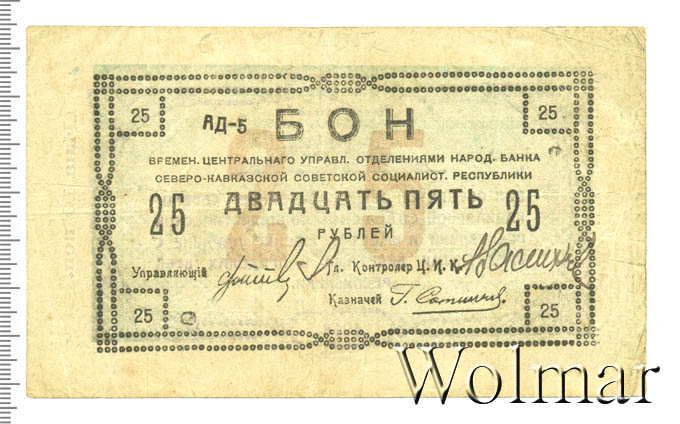 25
25
АД-5 БОН
ВРЕМЕН. ЦЕНТРАЛЬНАГО УПРАВЛ. ОТДЕЛЕНИЯМИ НАРОД. БАНКА
СЕВЕРО-КАВКАЗСКОЙ СОВЕТСКОЙ СОЦИАЛИСТ. РЕСПУБЛИКИ
25 ДВАДЦАТЬ ПЯТЬ 25
РУБЛЕЙ
Управляющій Гл. Контролер Ц. И. К.
Казначей
25
25
Wolmar